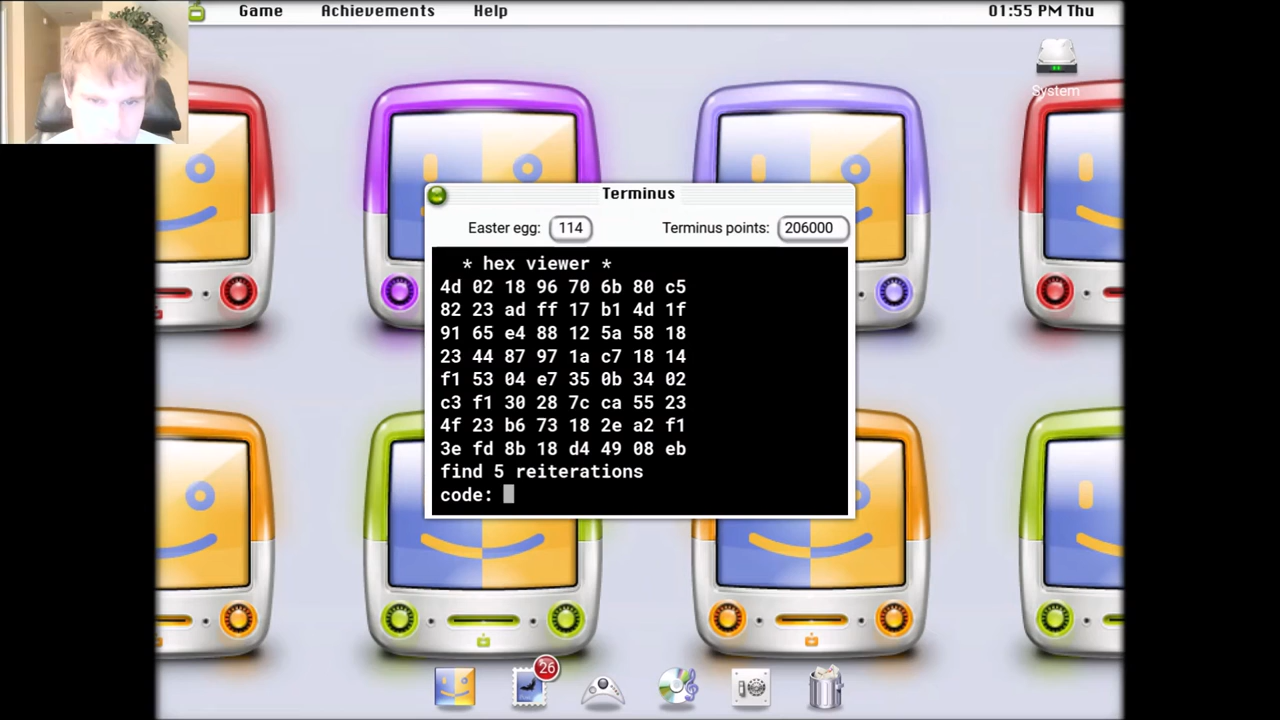 Game Achievements Help 01:55 PM Thu
System
Terminus
Easter egg: 114 Terminus points: 206000
* hex viewer *
4d 02 18 96 70 6b 80 c5
82 23 ad ff 17 b1 4d 1f
91 65 e4 88 12 5a 58 18
23 44 87 97 1a c7 18 14
f1 53 04 e7 35 0b 34 02
c3 f1 30 28 7c ca 55 23
4f 23 b6 73 18 2e a2 f1
3e fd 8b 18 d4 49 08 eb
find 5 reiterations
code:
26